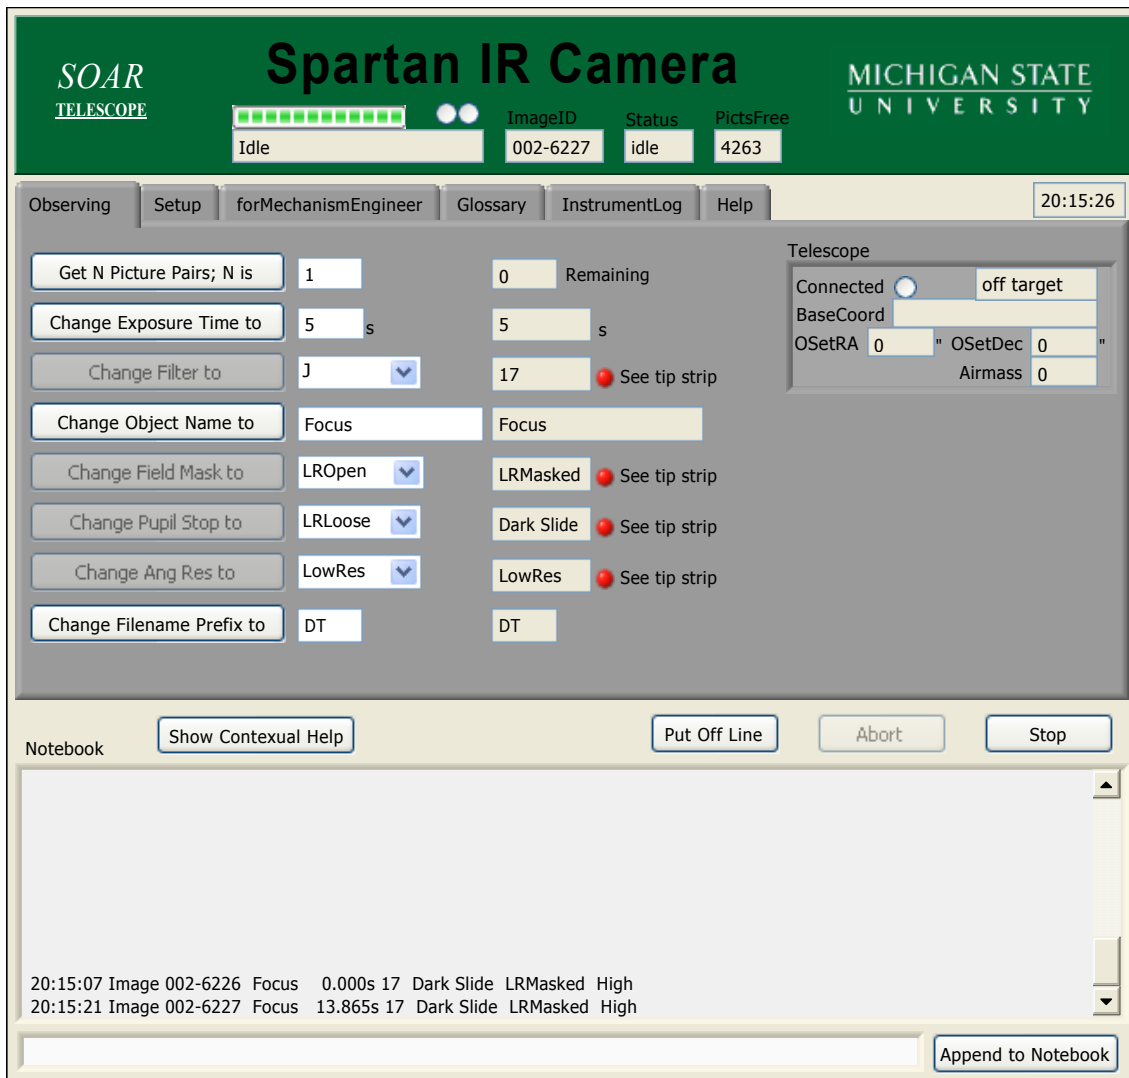 SOAR
TELESCOPE
Spartan IR Camera
MICHIGAN STATE
UNIVERSITY
ImageID Status PictsFree
Idle 002-6227 idle 4263
Observing Setup forMechanismEngineer Glossary InstrumentLog Help 20:15:26
Telescope
Get N Picture Pairs; N is 1 0 Remaining
Connected off target
Change Exposure Time to 5 s 5 s
BaseCoord
OSetRA 0 " OSetDec 0 "
Change Filter to J 17 See tip strip
Airmass 0
Change Object Name to Focus Focus
Change Field Mask to LROpen LRMasked See tip strip
Change Pupil Stop to LRLoose Dark Slide See tip strip
Change Ang Res to LowRes LowRes See tip strip
Change Filename Prefix to DT DT
Notebook Show Contexual Help Put Off Line Abort Stop
20:15:07 Image 002-6226 Focus 0.000s 17 Dark Slide LRMasked High
20:15:21 Image 002-6227 Focus 13.865s 17 Dark Slide LRMasked High
Append to Notebook